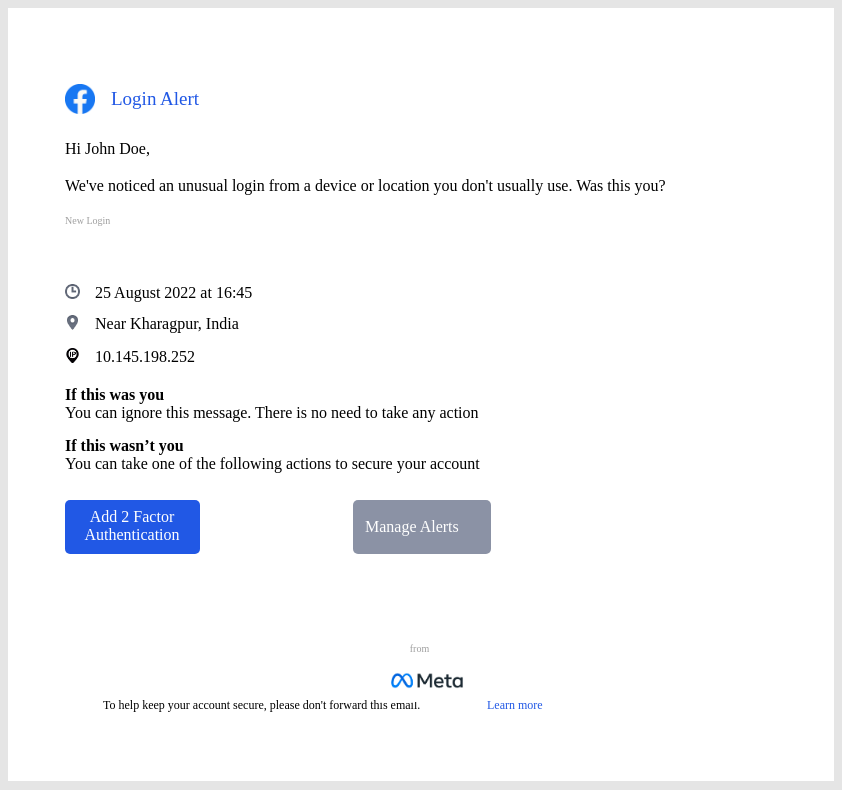 Login Alert
Hi John Doe,
We've noticed an unusual login from a device or location you don't usually use. Was this you?
New Login
25 August 2022 at 16:45
Near Kharagpur, India
IP
10.145.198.252
If this was you
You can ignore this message. There is no need to take any action
If this wasn’t you
You can take one of the following actions to secure your account
Add 2 Factor
Authentication
Manage Alerts
from
Meta
To help keep your account secure, please don't forward this email. Learn more